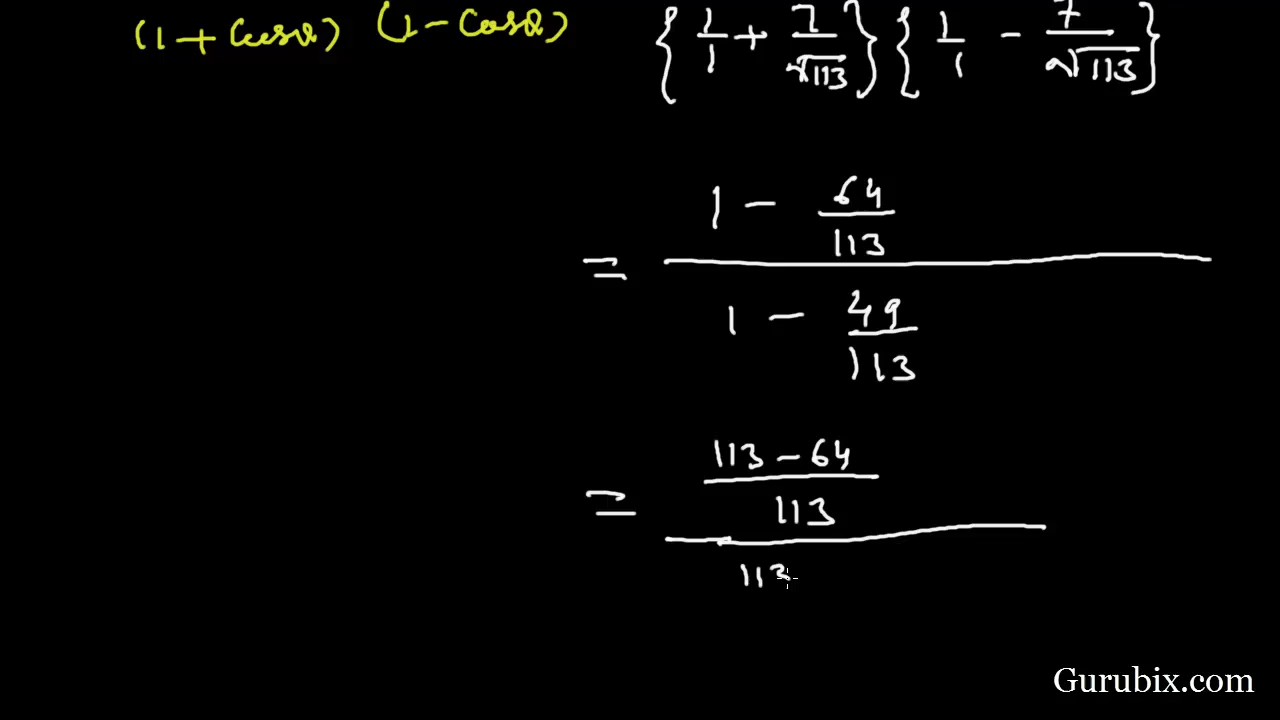 (1 + Cosθ) (1 - Cosθ) {1/1 + 7/√113}{1/1 - 7/√113}
1 - 64/113
=
1 - 49/113
113 - 64
113
=
113
Gurubix.com